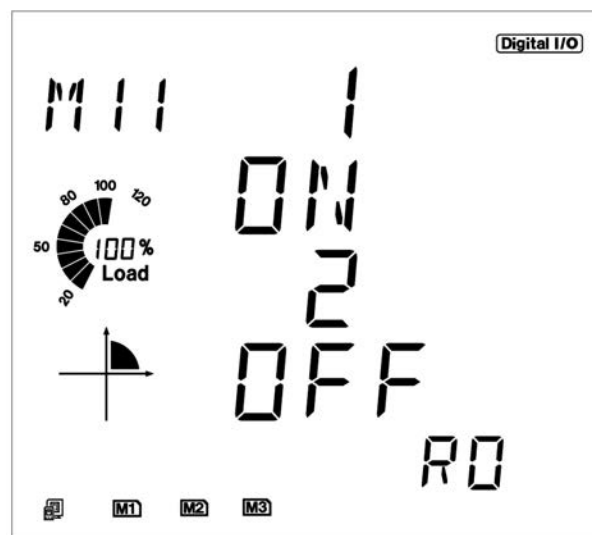 Digital I/O
M11 1
ON
80 100 120
50 100%
Load
20
2
OFF
RO
M1 M2 M3